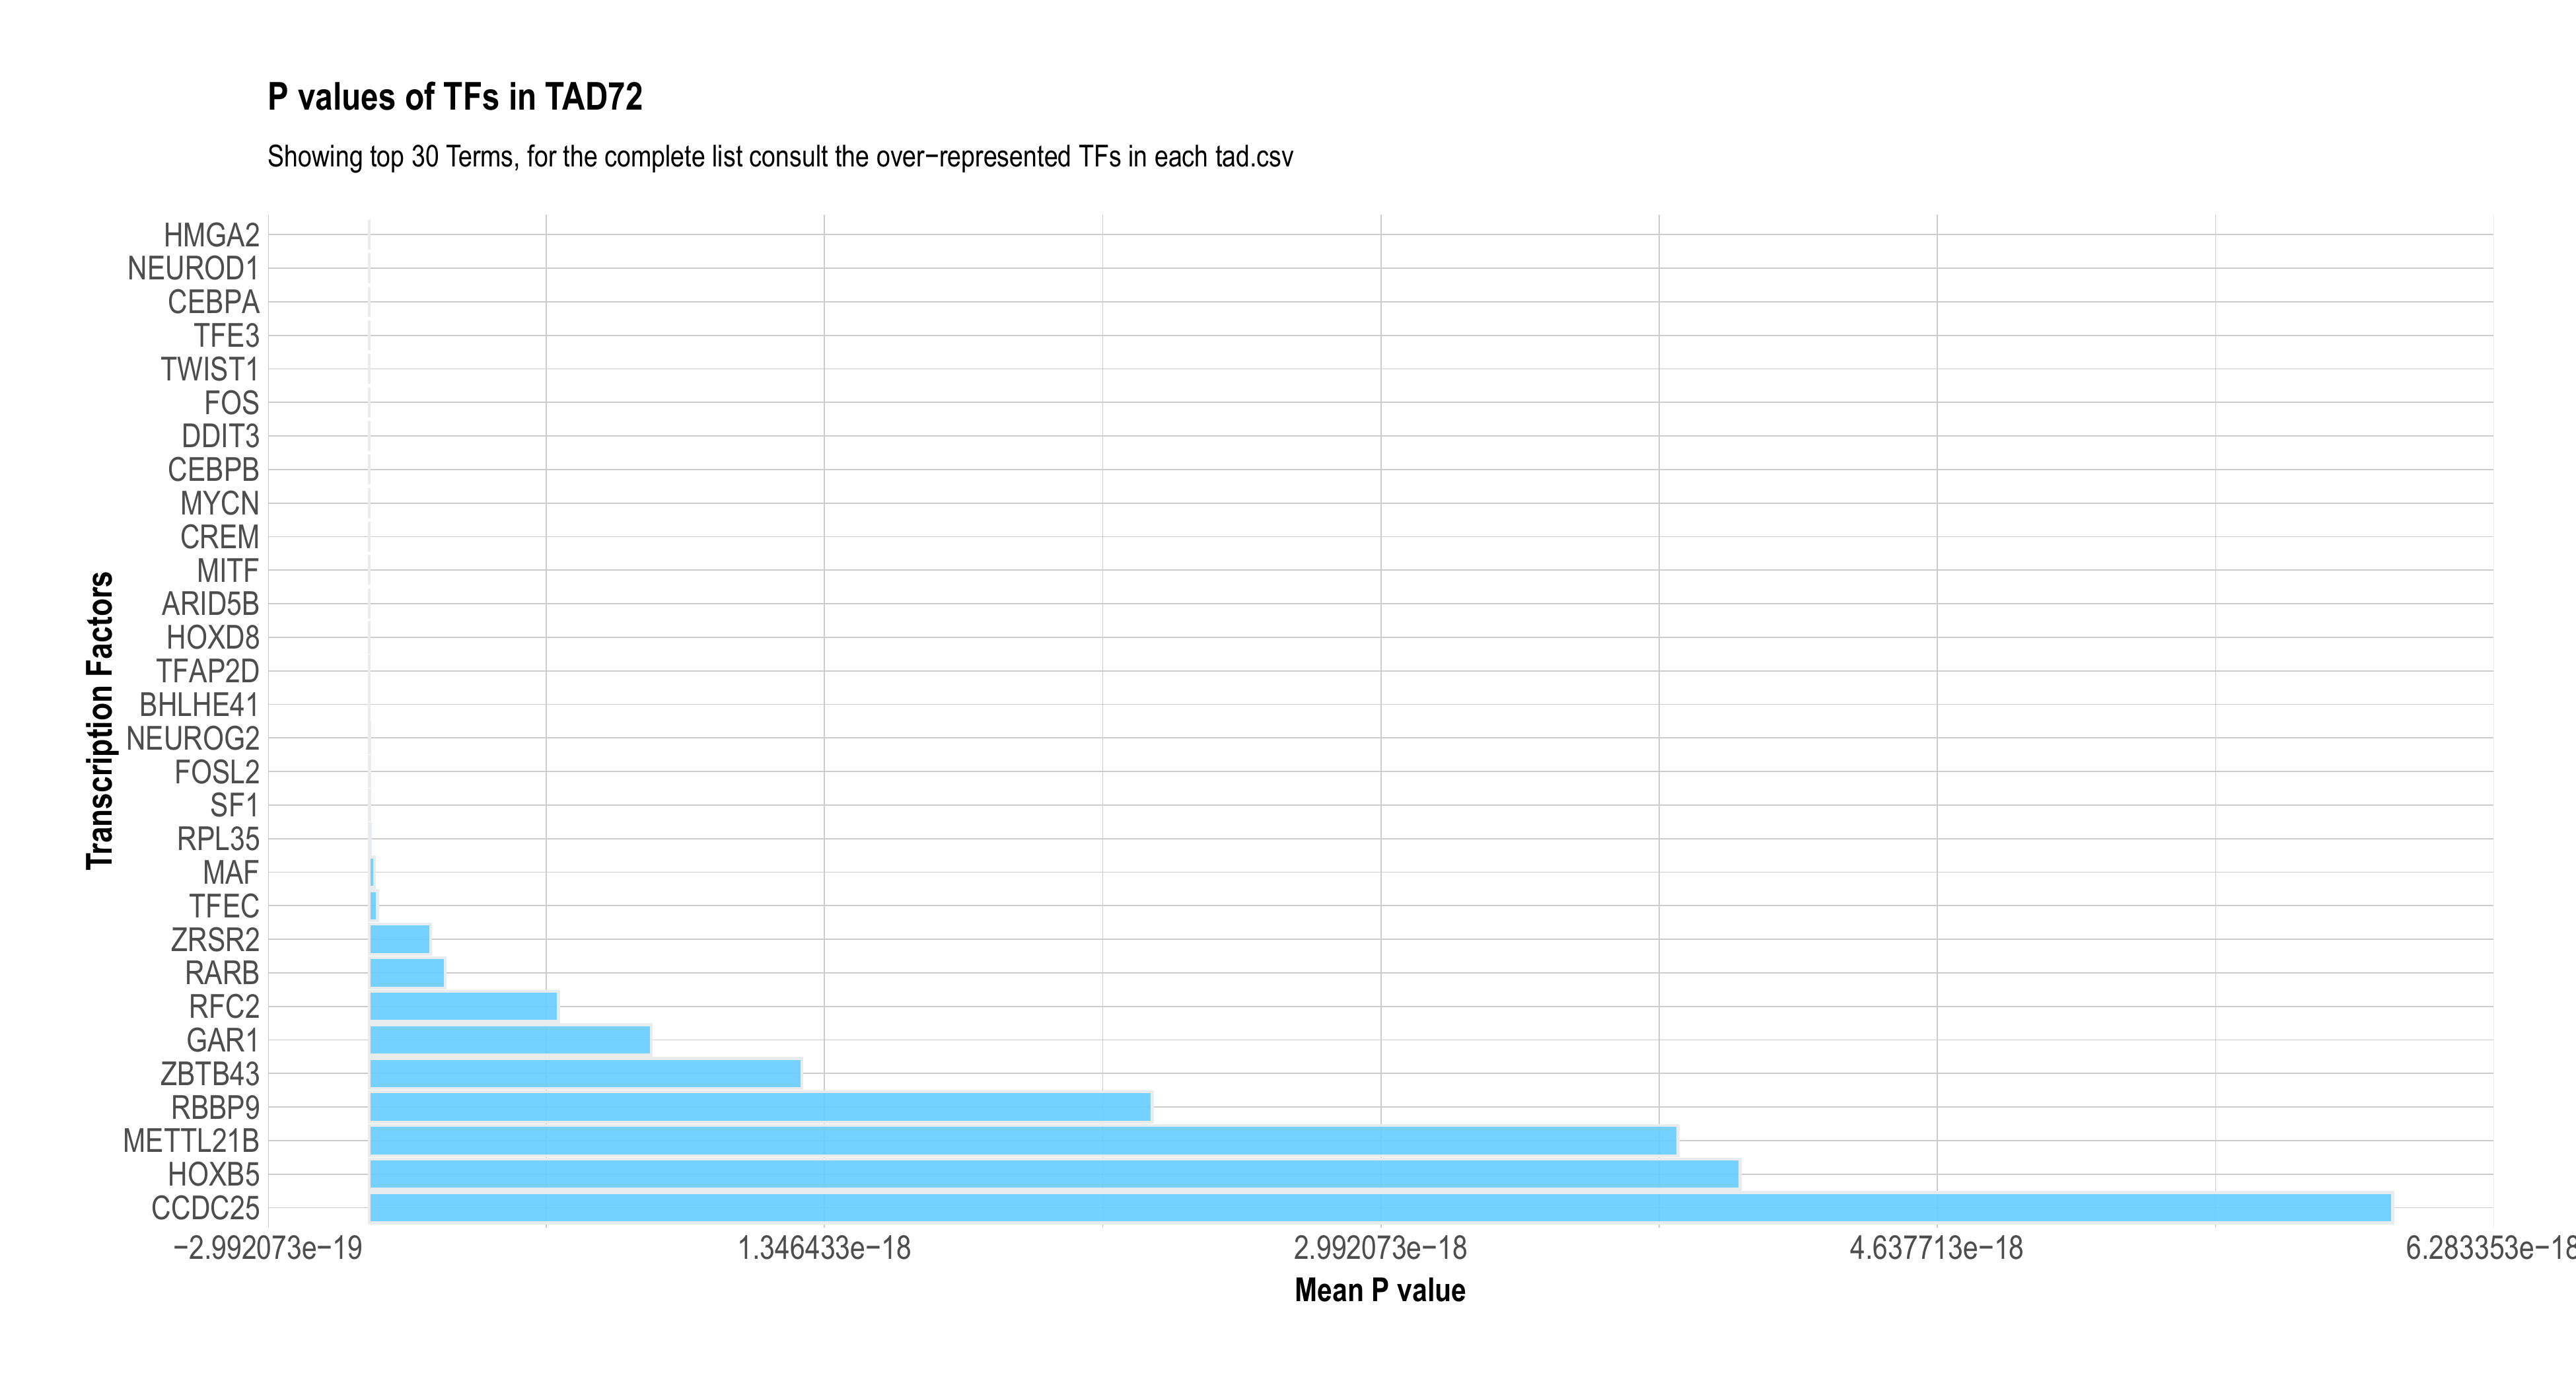 P values of TFs in TAD72
Showing top 30 Terms, for the complete list consult the over−represented TFs in each tad.csv
Transcription Factors
HMGA2
NEUROD1
CEBPA
TFE3
TWIST1
FOS
DDIT3
CEBPB
MYCN
CREM
MITF
ARID5B
HOXD8
TFAP2D
BHLHE41
NEUROG2
FOSL2
SF1
RPL35
MAF
TFEC
ZRSR2
RARB
RFC2
GAR1
ZBTB43
RBBP9
METTL21B
HOXB5
CCDC25
−2.992073e−19 1.346433e−18 2.992073e−18 4.637713e−18 6.283353e−18
Mean P value